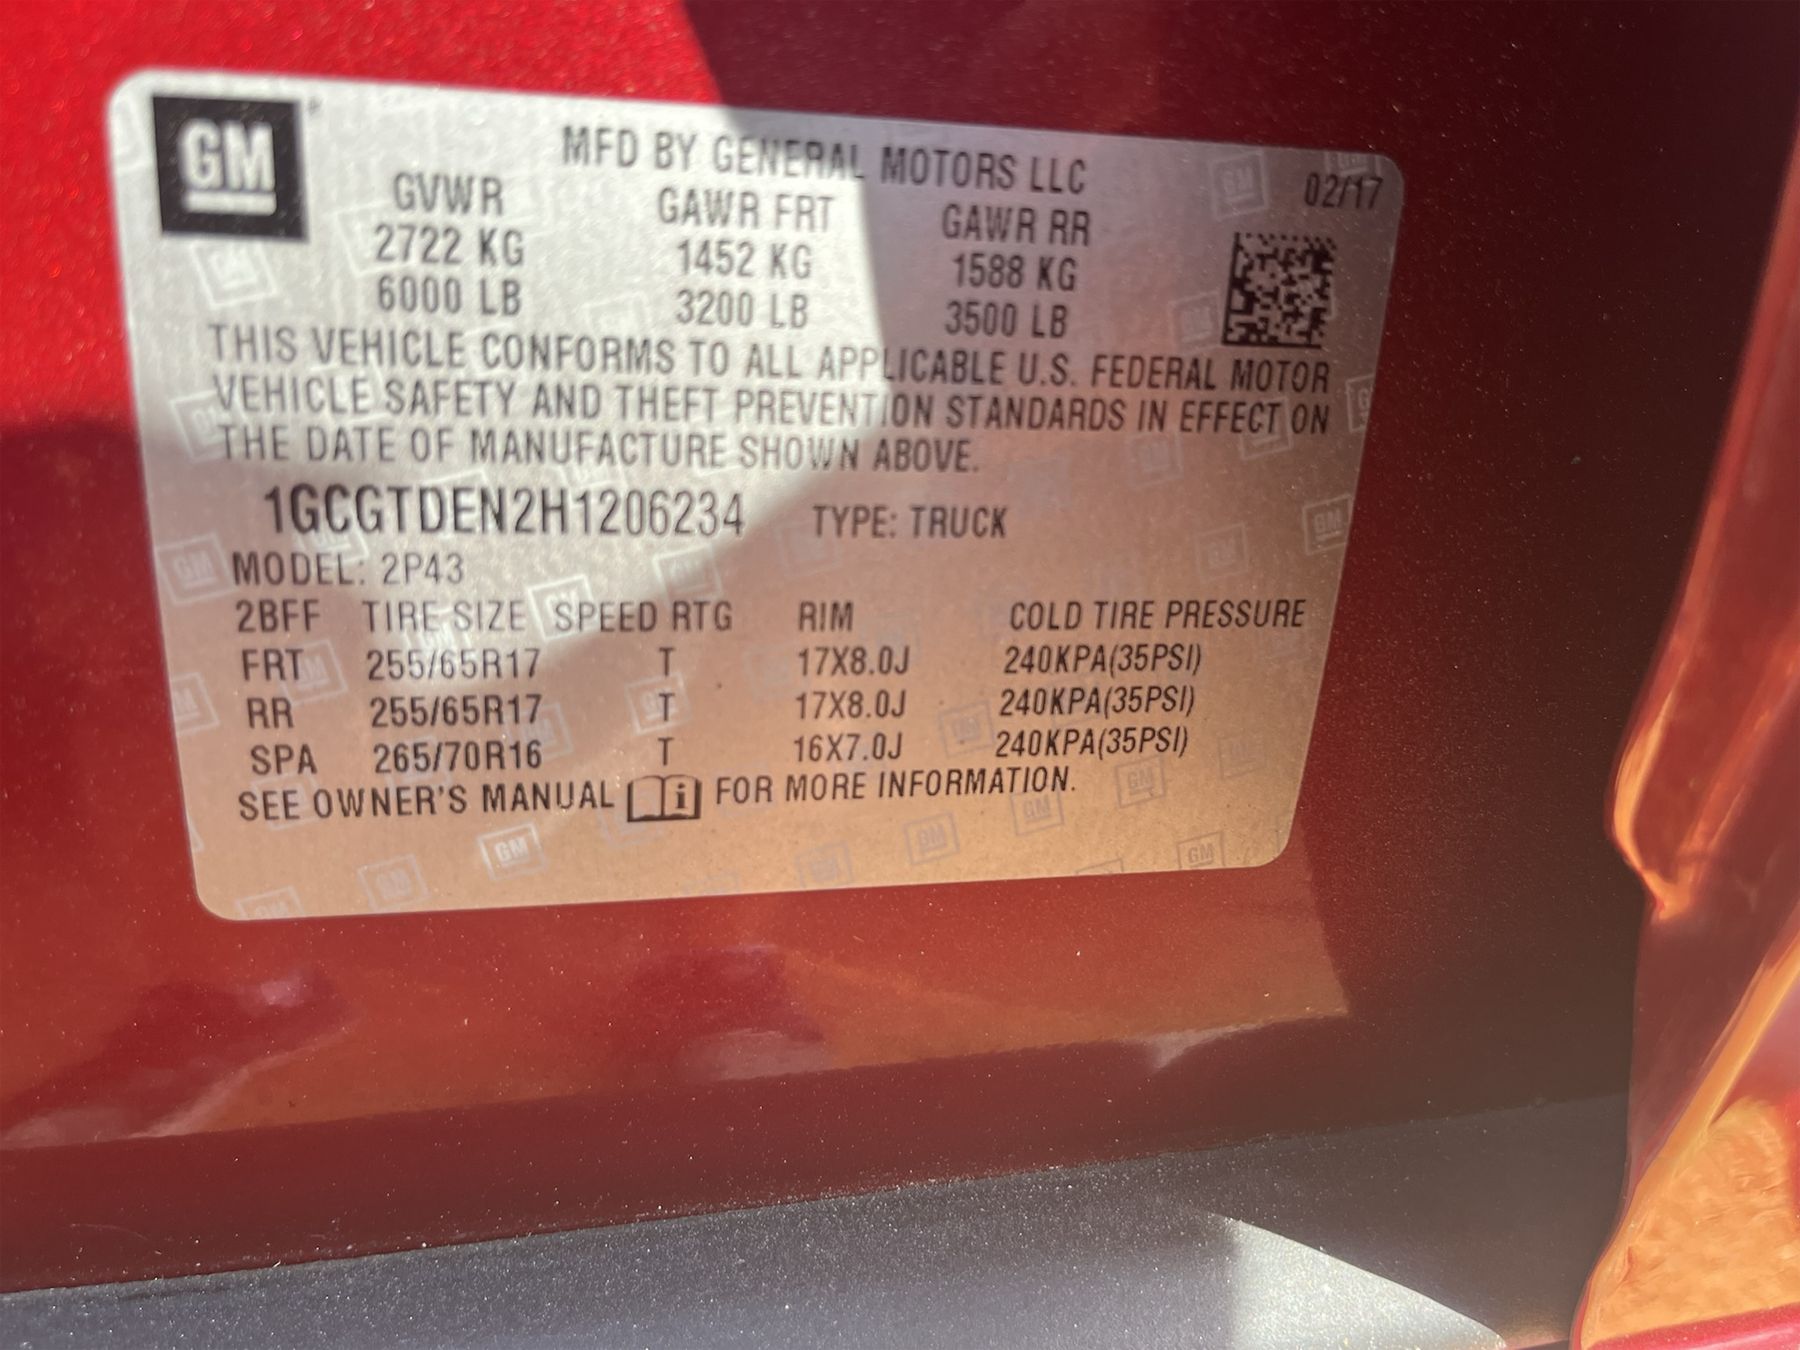 GM
MFD BY GENERAL MOTORS LLC
02/17
GVWR GAWR FRT GAWR RR
2722 KG 1452 KG 1588 KG
6000 LB 3200 LB 3500 LB
THIS VEHICLE CONFORMS TO ALL APPLICABLE U.S. FEDERAL MOTOR
VEHICLE SAFETY AND THEFT PREVENTION STANDARDS IN EFFECT ON
THE DATE OF MANUFACTURE SHOWN ABOVE.
1GCGTDEN2H1206234 TYPE: TRUCK
MODEL: 2P43
2BFF TIRE SIZE SPEED RTG RIM COLD TIRE PRESSURE
FRT 255/65R17 T 17X8.0J 240KPA(35PSI)
RR 255/65R17 T 17X8.0J 240KPA(35PSI)
SPA 265/70R16 T 16X7.0J 240KPA(35PSI)
SEE OWNER'S MANUAL i FOR MORE INFORMATION.